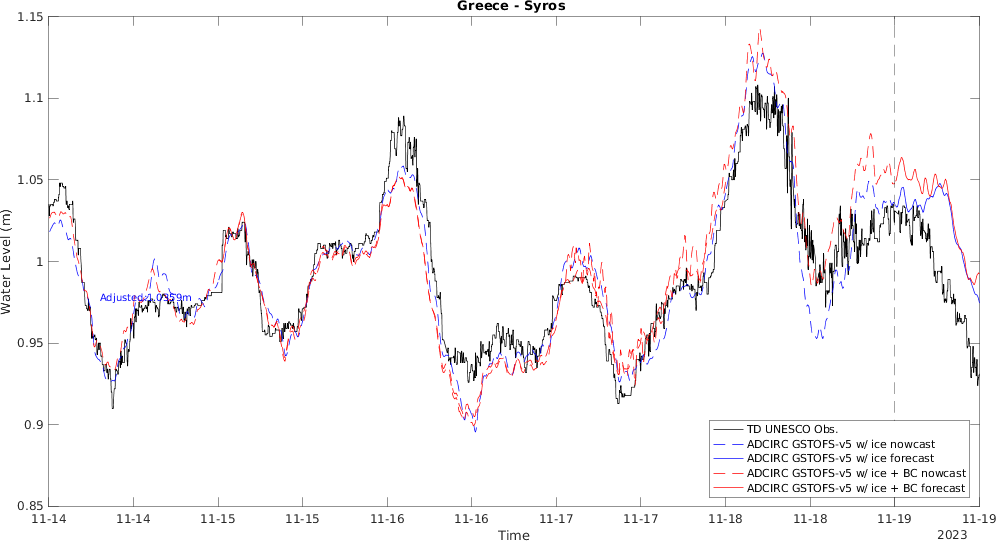 Greece - Syros
1.15
1.1
1.05
1
0.95
0.9
0.85
Water Level (m)
Adjusted 1.0359m
11-14
11-14
11-15
11-15
11-16
11-16
11-17
11-17
11-18
11-18
11-19
11-19
Time
2023
TD UNESCO Obs.
ADCIRC GSTOFS-v5 w/ ice nowcast
ADCIRC GSTOFS-v5 w/ ice forecast
ADCIRC GSTOFS-v5 w/ ice + BC nowcast
ADCIRC GSTOFS-v5 w/ ice + BC forecast